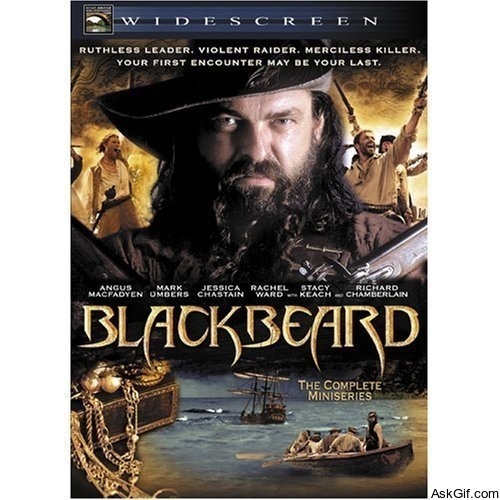 WIDESCREEN
RUTHLESS LEADER. VIOLENT RAIDER. MERCILESS KILLER.
YOUR FIRST ENCOUNTER MAY BE YOUR LAST.
ANGUS MACFADYEN MARK UMBERS JESSICA CHASTAIN RACHEL WARD WITH STACY KEACH AND RICHARD CHAMBERLAIN
BLACKBEARD
THE COMPLETE
MINISERIES
AskGif.com